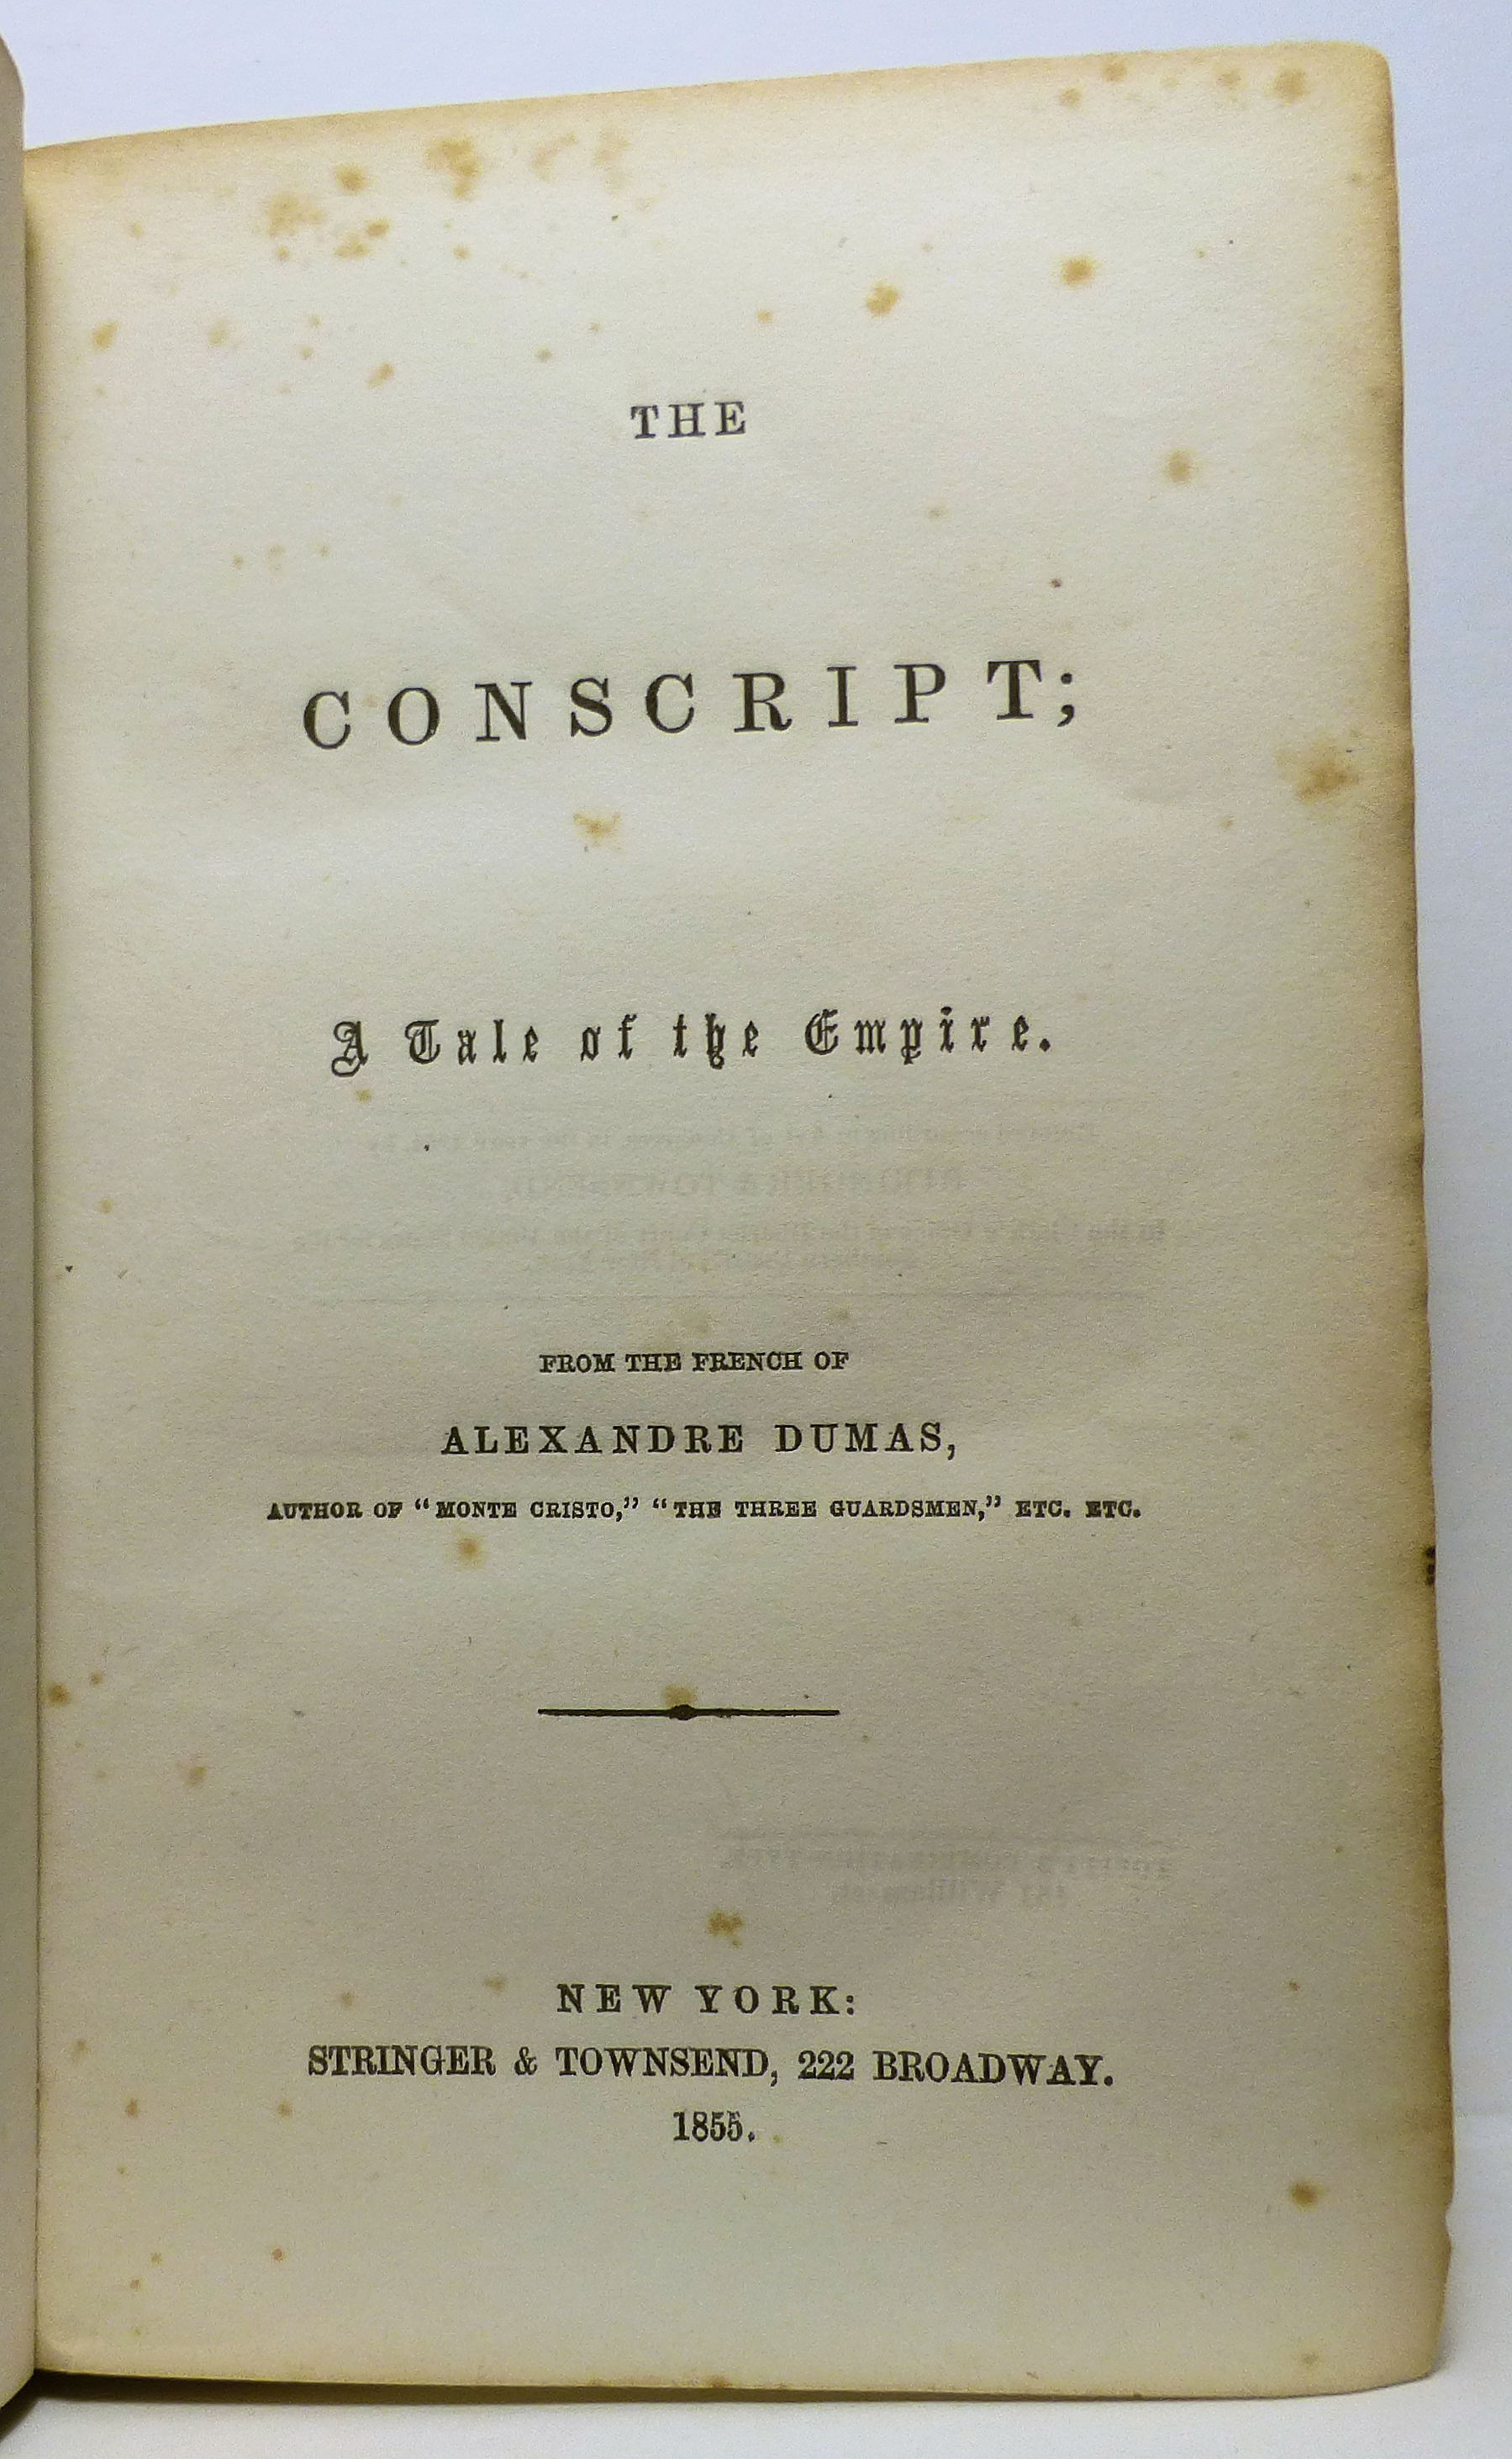 THE
CONSCRIPT;
A Tale of the Empire.
FROM THE FRENCH OF
ALEXANDRE DUMAS,
AUTHOR OF “MONTE CRISTO,” “THE THREE GUARDSMEN,” ETC. ETC.
NEW YORK:
STRINGER & TOWNSEND, 222 BROADWAY.
1855.